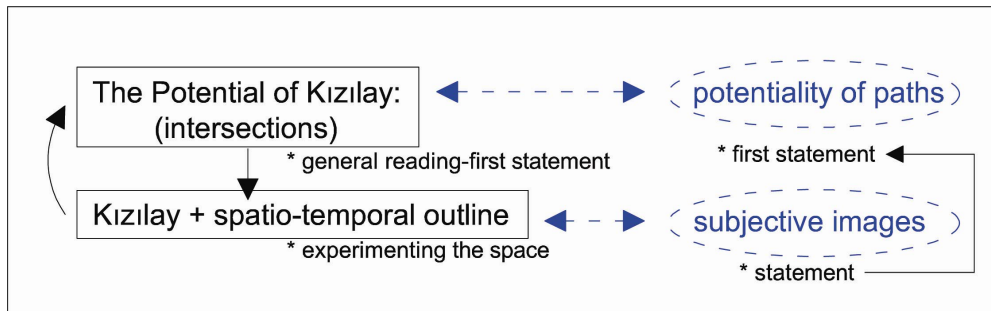 The Potential of Kızılay:
(intersections)
potentiality of paths
* general reading-first statement
* first statement
Kızılay + spatio-temporal outline
subjective images
* experimenting the space
* statement